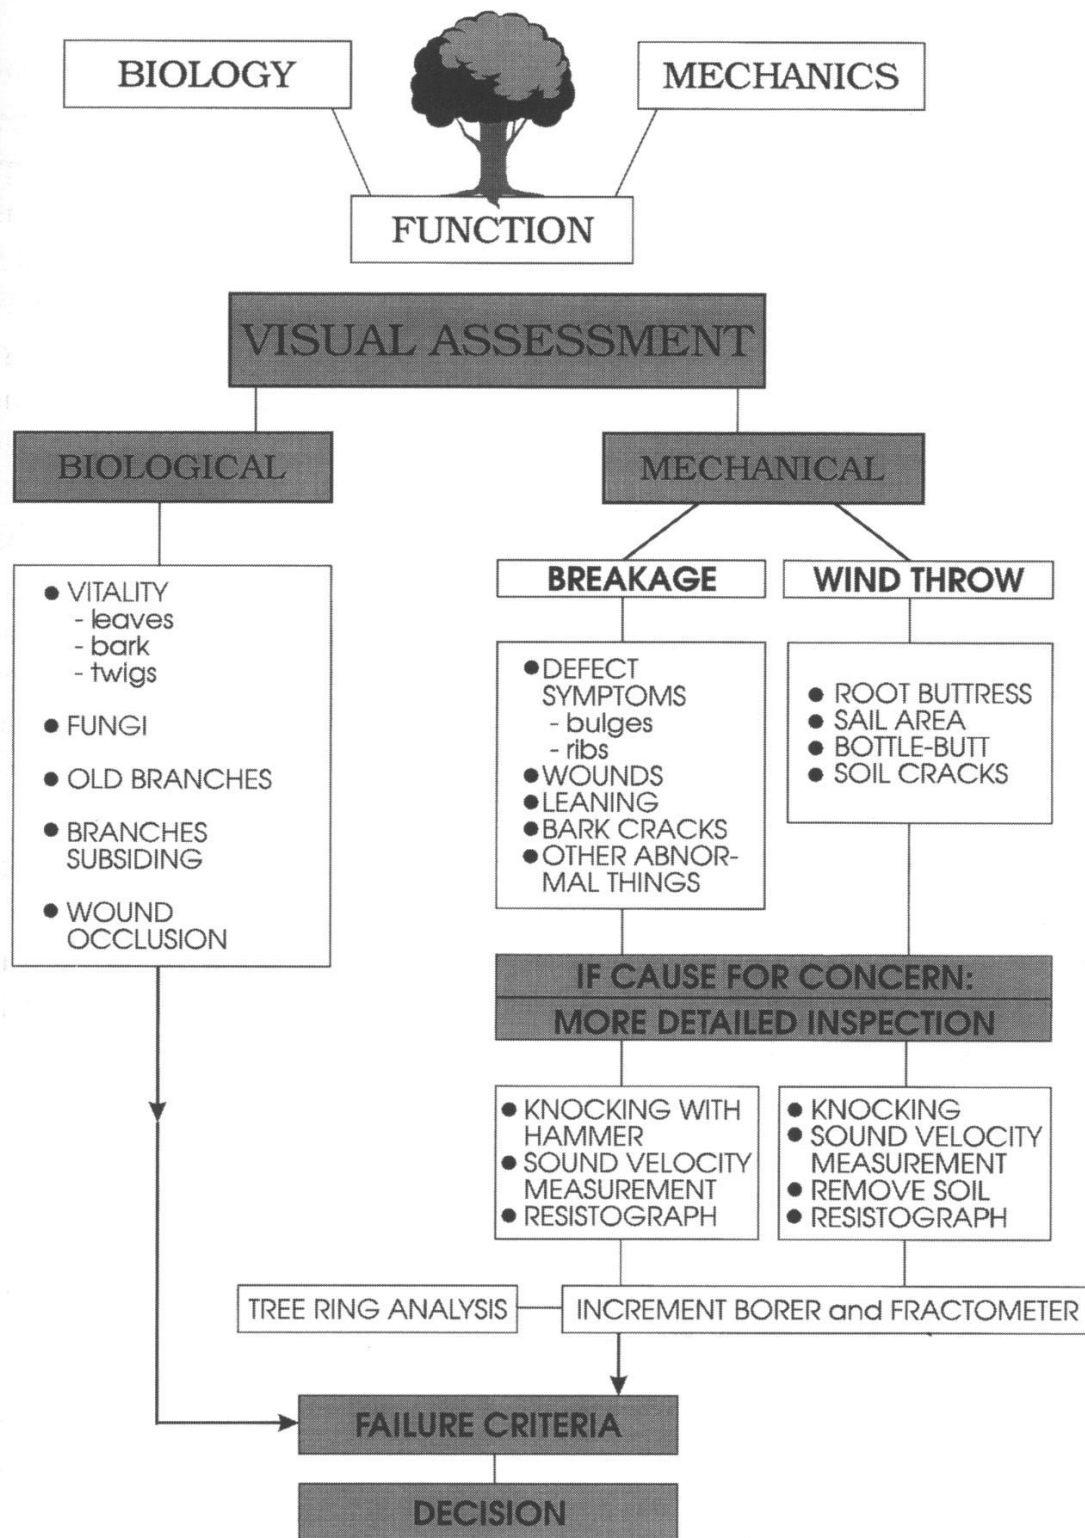 BIOLOGY
MECHANICS
FUNCTION
VISUAL ASSESSMENT
BIOLOGICAL
MECHANICAL
BREAKAGE
WIND THROW
● VITALITY
- leaves
- bark
- twigs
● FUNGI
● OLD BRANCHES
● BRANCHES
SUBSIDING
● WOUND
OCCLUSION
● DEFECT
SYMPTOMS
- bulges
- ribs
● WOUNDS
● LEANING
● BARK CRACKS
● OTHER ABNOR-
MAL THINGS
● ROOT BUTTRESS
● SAIL AREA
● BOTTLE-BUTT
● SOIL CRACKS
IF CAUSE FOR CONCERN:
MORE DETAILED INSPECTION
● KNOCKING WITH
HAMMER
● SOUND VELOCITY
MEASUREMENT
● RESISTOGRAPH
● KNOCKING
● SOUND VELOCITY
MEASUREMENT
● REMOVE SOIL
● RESISTOGRAPH
TREE RING ANALYSIS
INCREMENT BORER and FRACTOMETER
FAILURE CRITERIA
DECISION